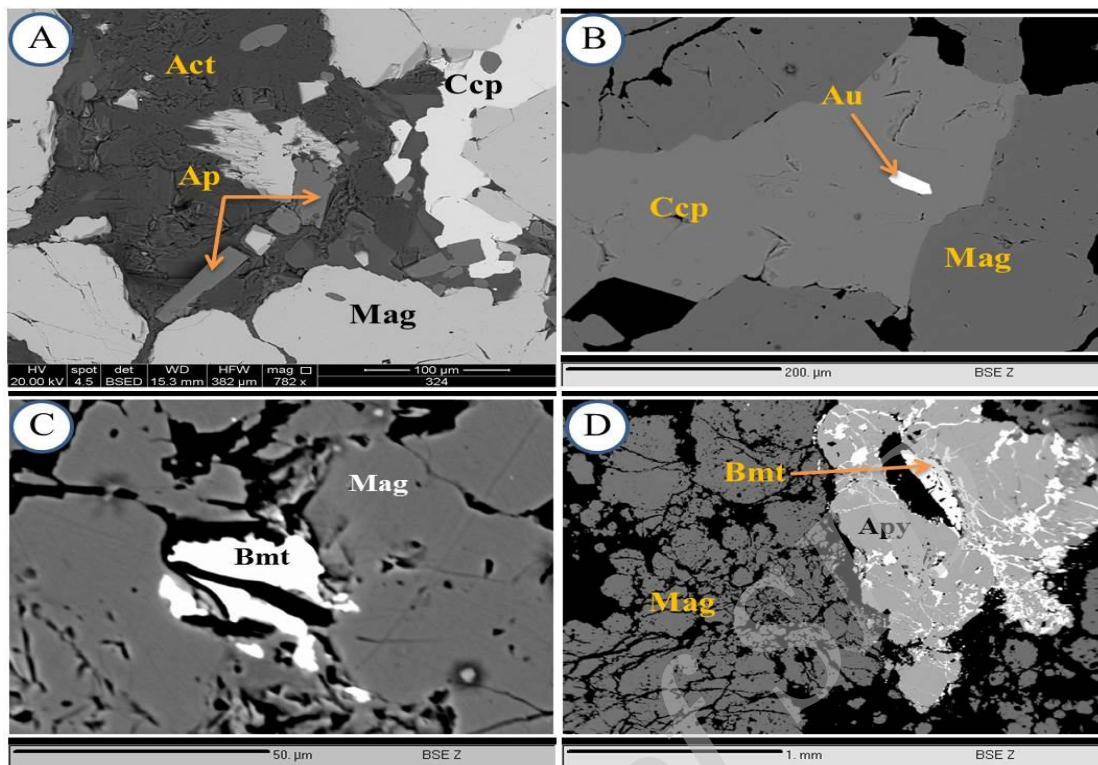 A
Act
Ccp
Ap
Mag
HV spot det WD HFW mag □ 100 µm
20.00 kV 4.5 BSED 15.3 mm 382 µm 782 x 324
B
Au
Ccp
Mag
200. µm BSE Z
C
Mag
Bmt
50. µm BSE Z
D
Bmt
Apy
Mag
1. mm BSE Z